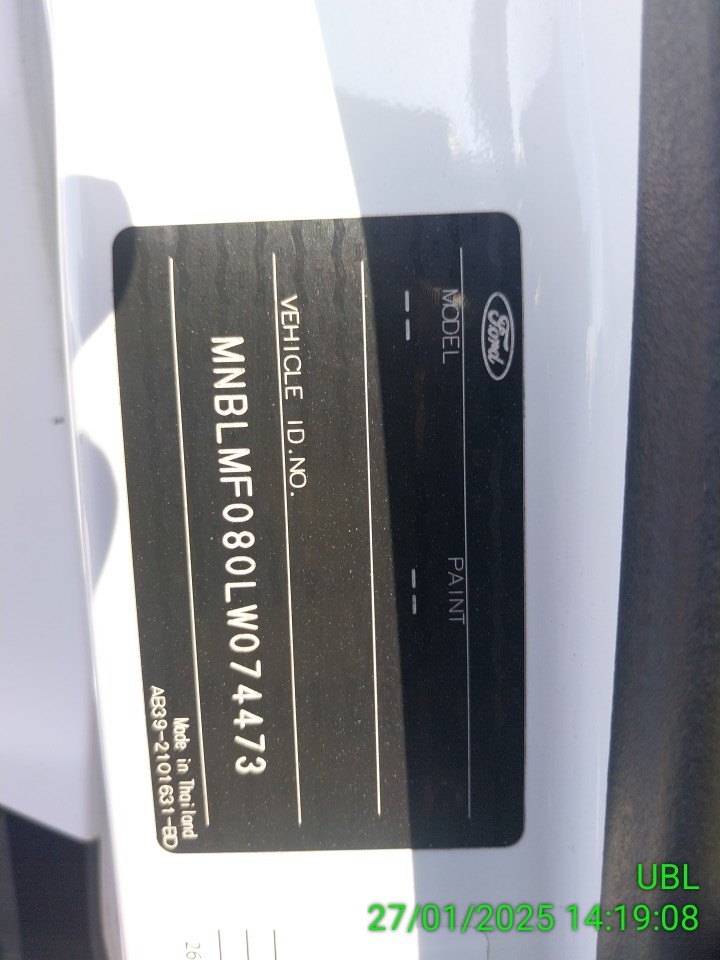 Ford
MODEL PAINT
-- --
VEHICLE ID.NO.
MNBLMF080LW074473
Made in Thailand
AB39-2101631-BD
26
UBL
27/01/2025 14:19:08